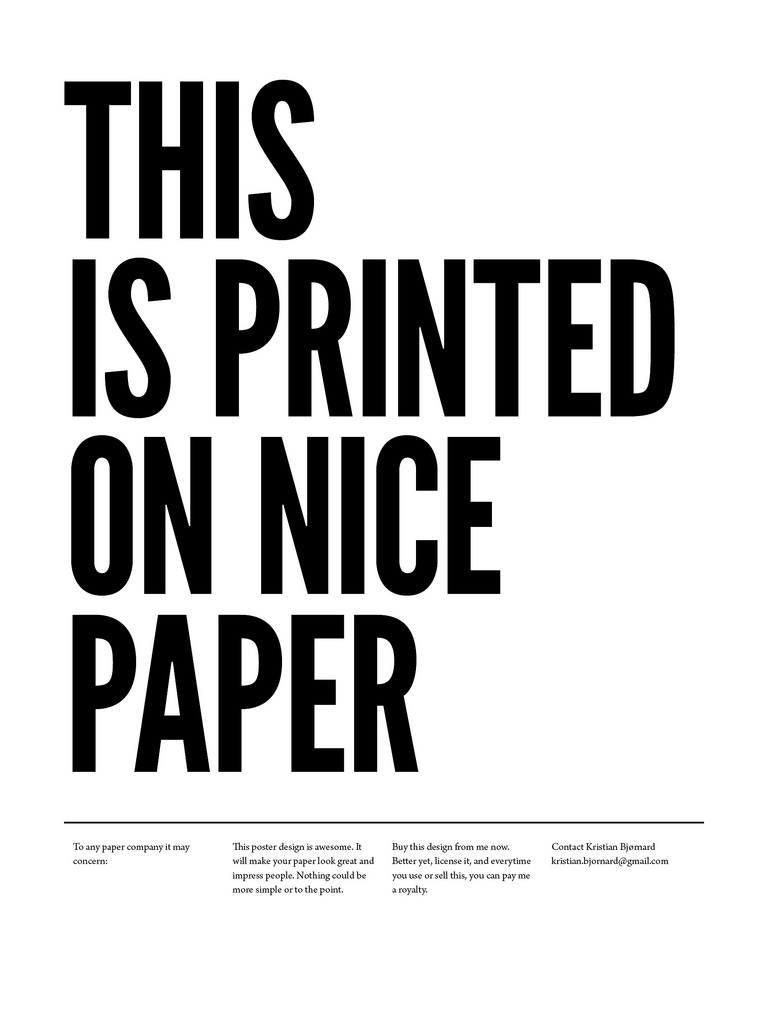 THIS
IS PRINTED
ON NICE
PAPER
To any paper company it may
concern:
This poster design is awesome. It
will make your paper look great and
impress people. Nothing could be
more simple or to the point.
Buy this design from me now.
Better yet, license it, and everytime
you use or sell this, you can pay me
a royalty.
Contact Kristian Bjørnard
kristian.bjornard@gmail.com